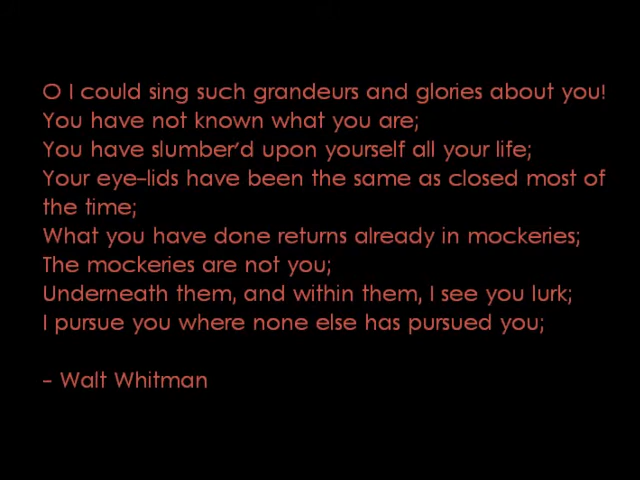 O I could sing such grandeurs and glories about you!
You have not known what you are;
You have slumber'd upon yourself all your life;
Your eye-lids have been the same as closed most of
the time;
What you have done returns already in mockeries;
The mockeries are not you;
Underneath them, and within them, I see you lurk;
I pursue you where none else has pursued you;
- Walt Whitman